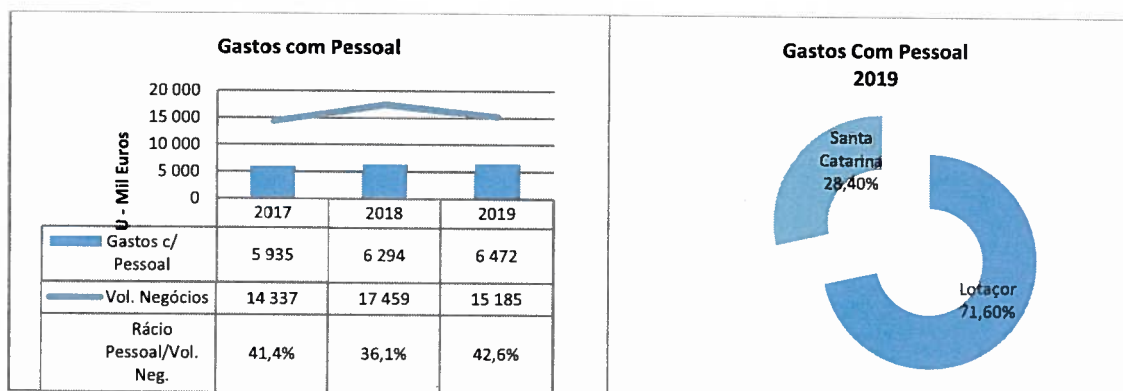 Gastos com Pessoal
U - Mil Euros
20 000
15 000
10 000
5 000
0
2017 2018 2019
Gastos c/ Pessoal 5 935 6 294 6 472
Vol. Negócios 14 337 17 459 15 185
Rácio Pessoal/Vol. Neg. 41,4% 36,1% 42,6%
Gastos Com Pessoal
2019
Santa
Catarina
28,40%
Lotaçor
71,60%